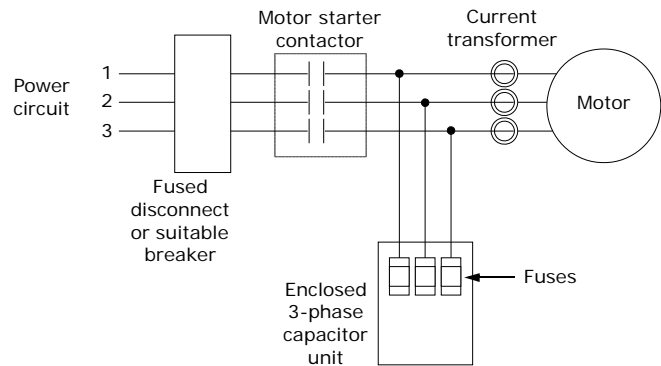 Motor starter
contactor
Current
transformer
Power
circuit
1
2
3
Motor
Fused
disconnect
or suitable
breaker
Enclosed
3-phase
capacitor
unit
Fuses